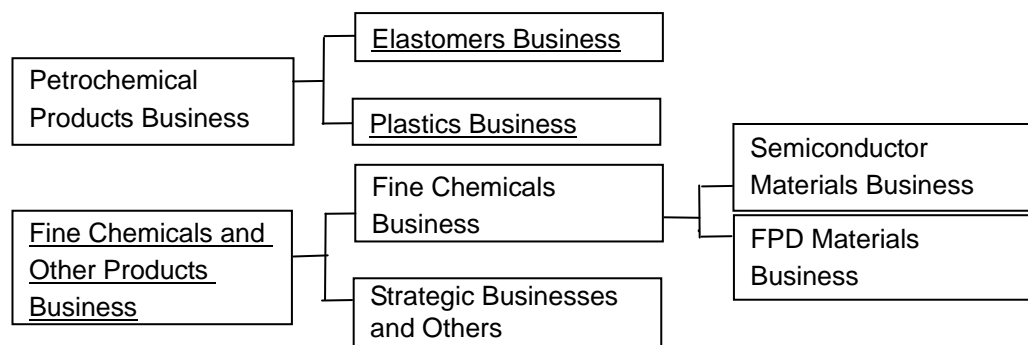 Elastomers Business
Petrochemical
Products Business
Plastics Business
Semiconductor
Materials Business
Fine Chemicals
Business
Fine Chemicals and
Other Products
Business
FPD Materials
Business
Strategic Businesses
and Others